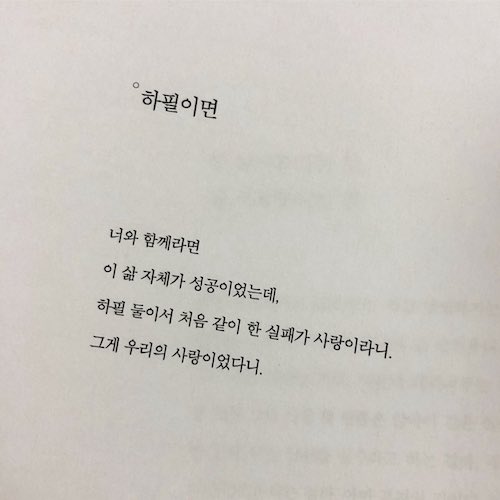 하필이면
너와 함께라면
이 삶 자체가 성공이었는데,
하필 둘이서 처음 같이 한 실패가 사랑이라니.
그게 우리의 사랑이었다니.